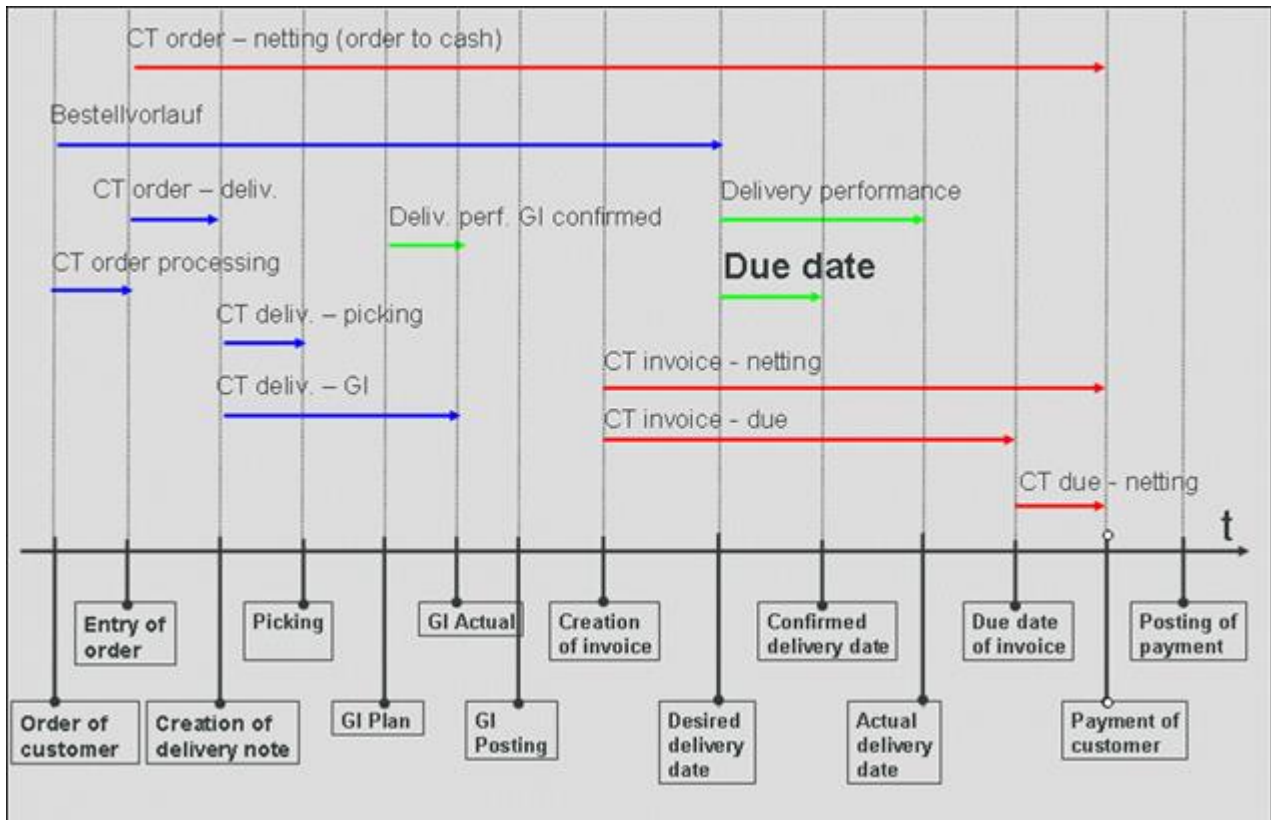 CT order – netting (order to cash)
Bestellvorlauf
CT order – deliv.
Delivery performance
Deliv. perf. GI confirmed
CT order processing
Due date
CT deliv. – picking
CT invoice - netting
CT deliv. – GI
CT invoice - due
CT due - netting
t
Entry of
order
Picking
GI Actual
Creation
of invoice
Confirmed
delivery date
Due date
of invoice
Posting of
payment
Order of
customer
Creation of
delivery note
GI Plan
GI
Posting
Desired
delivery
date
Actual
delivery
date
Payment of
customer